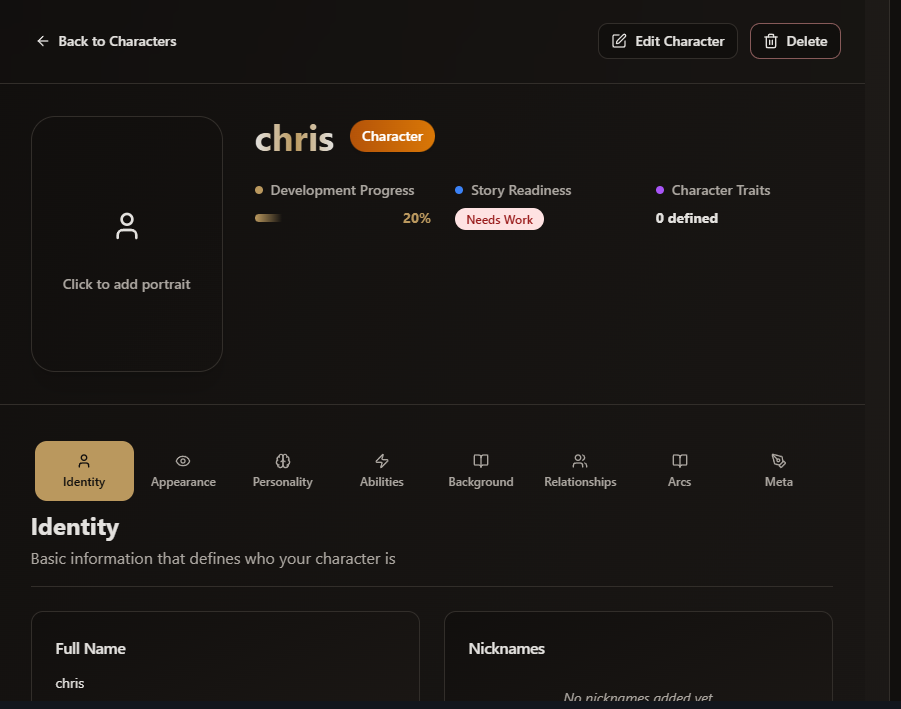 Back to Characters
Edit Character
Delete
chris
Character
Development Progress
Story Readiness
Character Traits
20%
Needs Work
0 defined
Click to add portrait
Identity
Appearance
Personality
Abilities
Background
Relationships
Arcs
Meta
Identity
Basic information that defines who your character is
Full Name
Nicknames
chris
No nicknames added yet